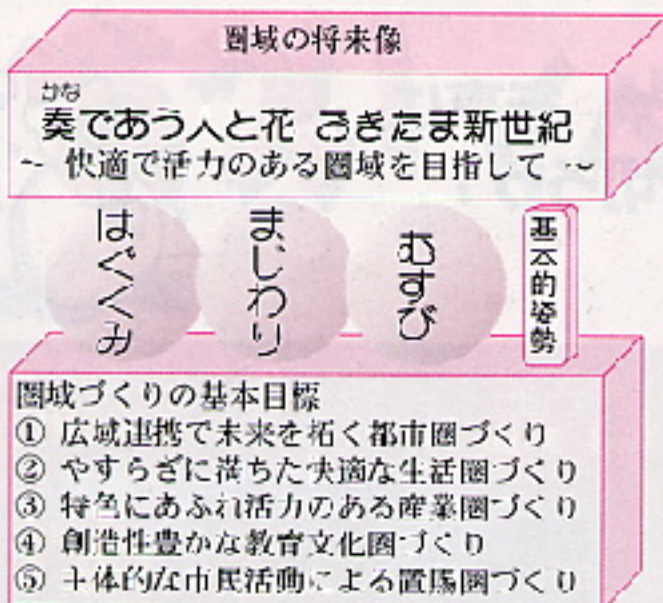 圏域の将来像
かな
奏であう人と花 おきたま新世紀
～ 快適で活力のある圏域を目指して ～
はぐくみ
まじわり
むすび
基本的姿勢
圏域づくりの基本目標
① 広域連携で未来を拓く都市圏づくり
② やすらぎに満ちた快適な生活圏づくり
③ 特色にあふれ活力のある産業圏づくり
④ 創造性豊かな教育文化圏づくり
⑤ 主体的な市民活動による置賜圏づくり